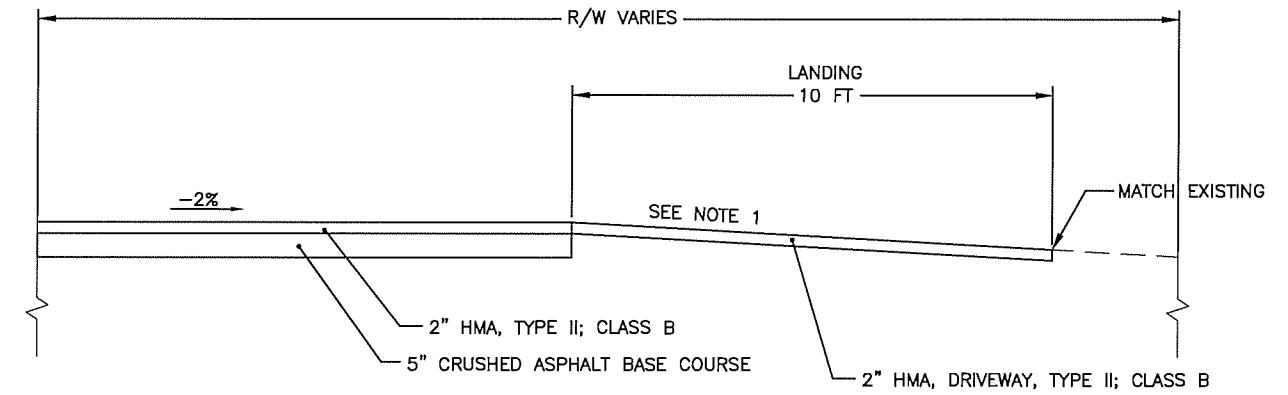 R/W VARIES
LANDING
10 FT
-2%
SEE NOTE 1
MATCH EXISTING
2" HMA, TYPE II; CLASS B
5" CRUSHED ASPHALT BASE COURSE
2" HMA, DRIVEWAY, TYPE II; CLASS B